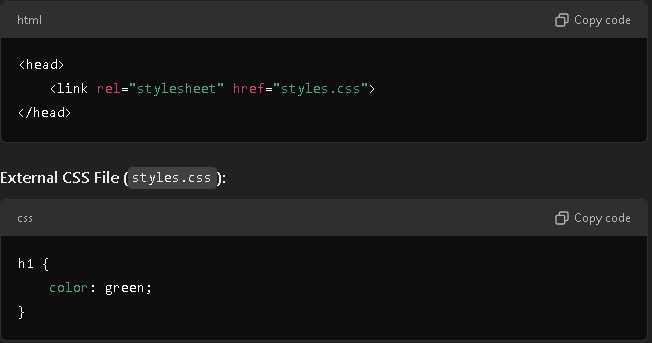 html Copy code
<head>
    <link rel="stylesheet" href="styles.css">
</head>
External CSS File (styles.css):
css Copy code
h1 {
    color: green;
}